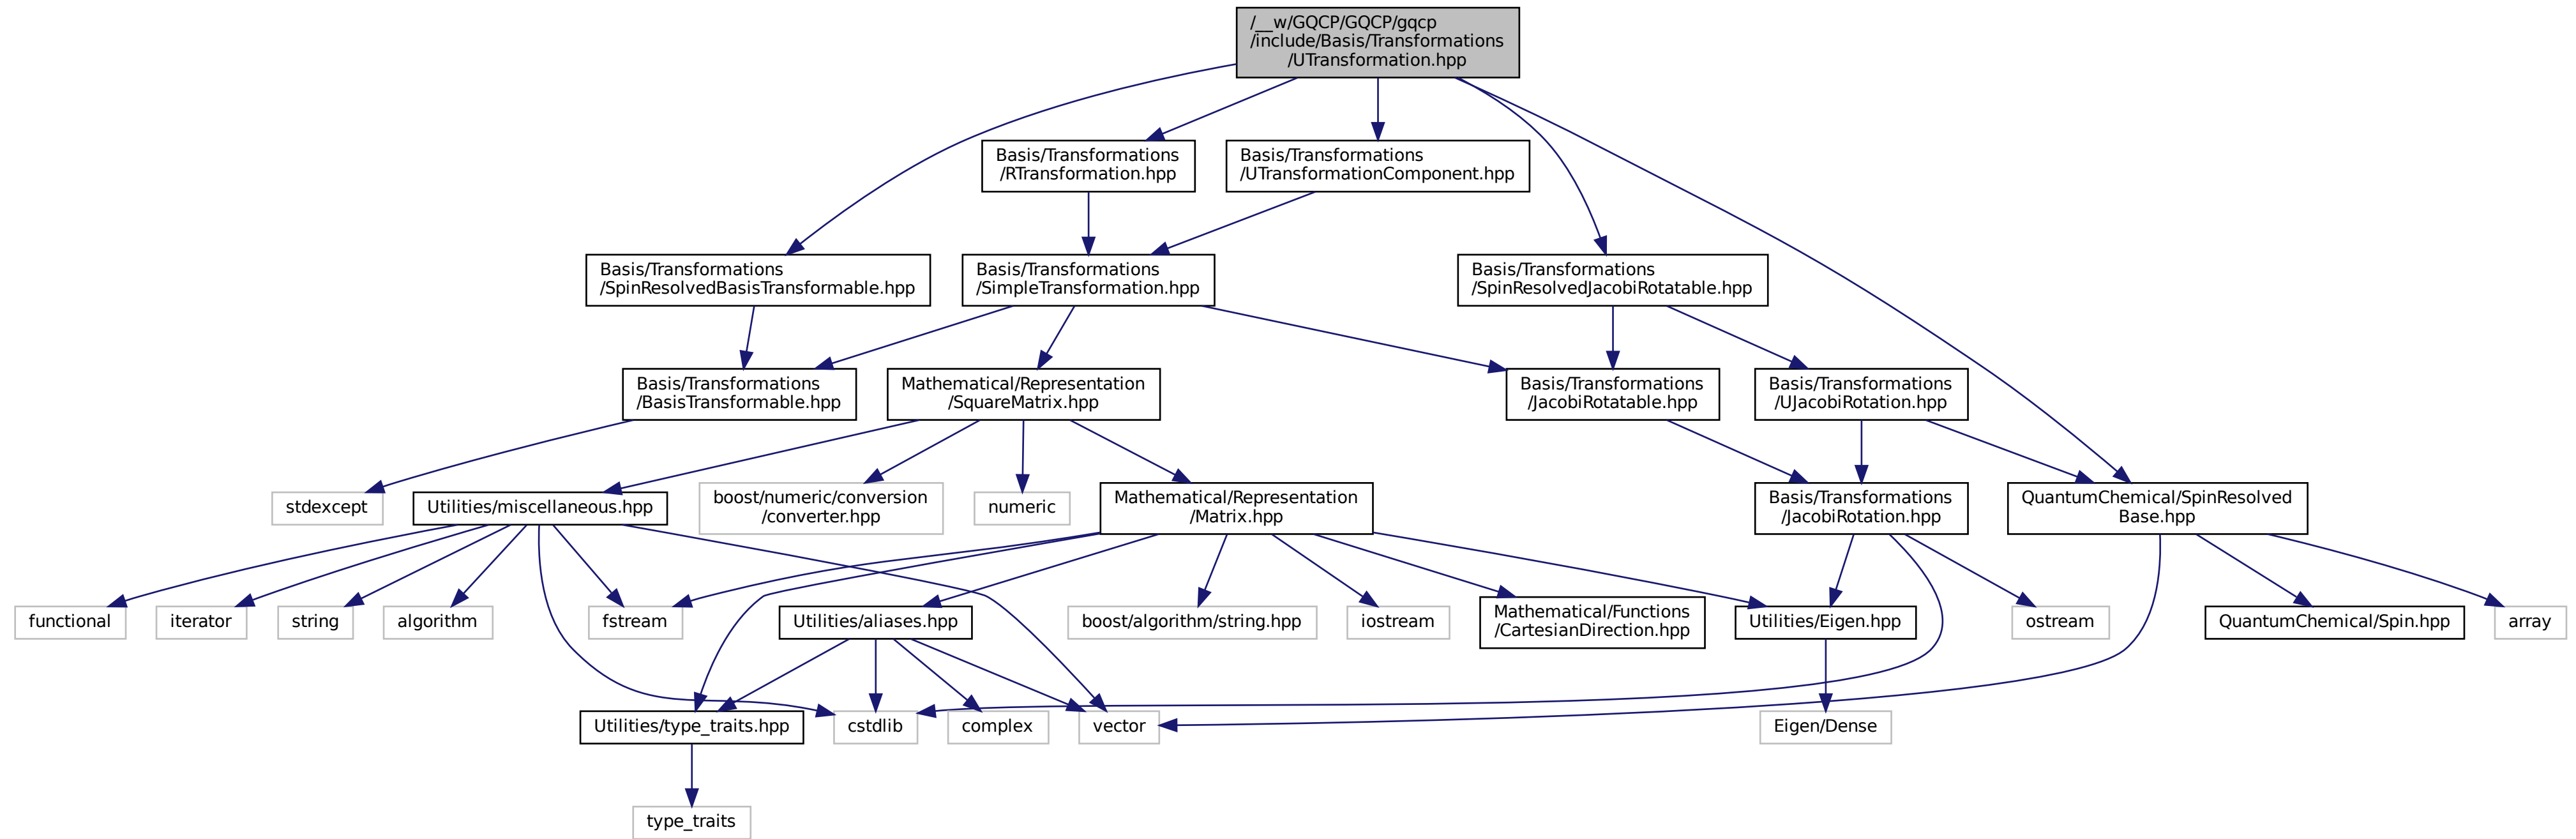 /__w/GQCP/GQCP/gqcp
/include/Basis/Transformations
/UTransformation.hpp
Basis/Transformations
/RTransformation.hpp
Basis/Transformations
/UTransformationComponent.hpp
Basis/Transformations
/SpinResolvedBasisTransformable.hpp
Basis/Transformations
/SimpleTransformation.hpp
Basis/Transformations
/SpinResolvedJacobiRotatable.hpp
Basis/Transformations
/BasisTransformable.hpp
Mathematical/Representation
/SquareMatrix.hpp
Basis/Transformations
/JacobiRotatable.hpp
Basis/Transformations
/UJacobiRotation.hpp
stdexcept
Utilities/miscellaneous.hpp
boost/numeric/conversion
/converter.hpp
numeric
Mathematical/Representation
/Matrix.hpp
Basis/Transformations
/JacobiRotation.hpp
QuantumChemical/SpinResolved
Base.hpp
functional
iterator
string
algorithm
fstream
Utilities/aliases.hpp
boost/algorithm/string.hpp
iostream
Mathematical/Functions
/CartesianDirection.hpp
Utilities/Eigen.hpp
ostream
QuantumChemical/Spin.hpp
array
Utilities/type_traits.hpp
cstdlib
complex
vector
Eigen/Dense
type_traits